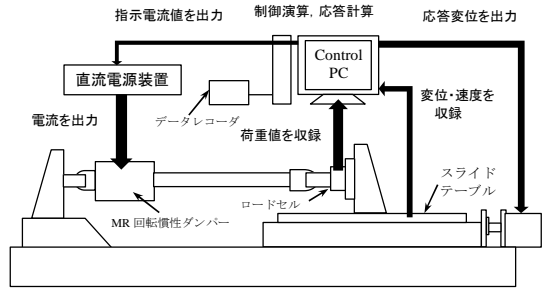 指示電流値を出力
制御演算, 応答計算
応答変位を出力
Control
PC
直流電源装置
変位・速度を
収録
電流を出力
データレコーダ
荷重値を収録
スライド
テーブル
ロードセル
MR 回転慣性ダンパー